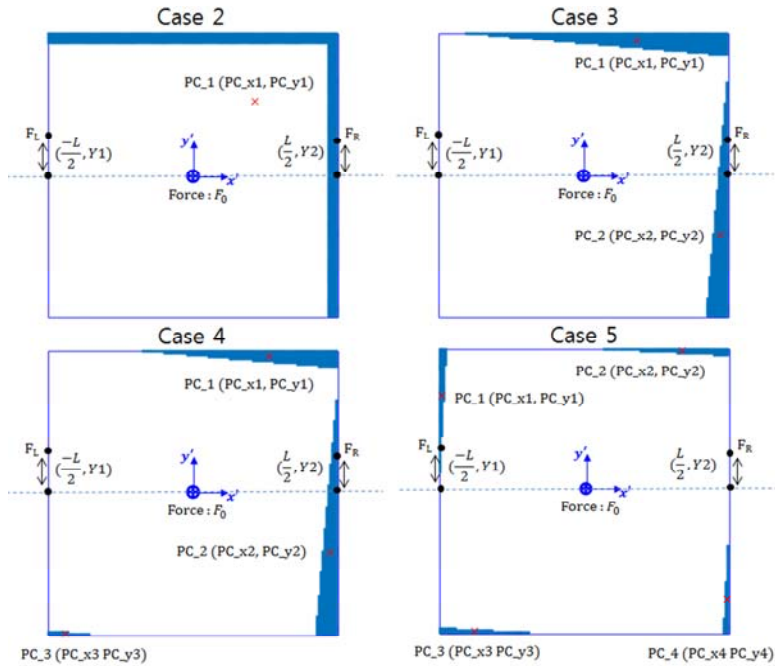 Case 2
PC_1 (PC_x1, PC_y1)
F_L
(-L/2, Y1)
y'
x'
Force : F_0
(L/2, Y2)
F_R
Case 3
PC_1 (PC_x1, PC_y1)
F_L
(-L/2, Y1)
y'
x'
Force : F_0
(L/2, Y2)
F_R
PC_2 (PC_x2, PC_y2)
Case 4
PC_1 (PC_x1, PC_y1)
F_L
(-L/2, Y1)
y'
x'
Force : F_0
(L/2, Y2)
F_R
PC_2 (PC_x2, PC_y2)
PC_3 (PC_x3 PC_y3)
Case 5
PC_2 (PC_x2, PC_y2)
PC_1 (PC_x1, PC_y1)
F_L
(-L/2, Y1)
y'
x'
Force : F_0
(L/2, Y2)
F_R
PC_3 (PC_x3 PC_y3)
PC_4 (PC_x4 PC_y4)